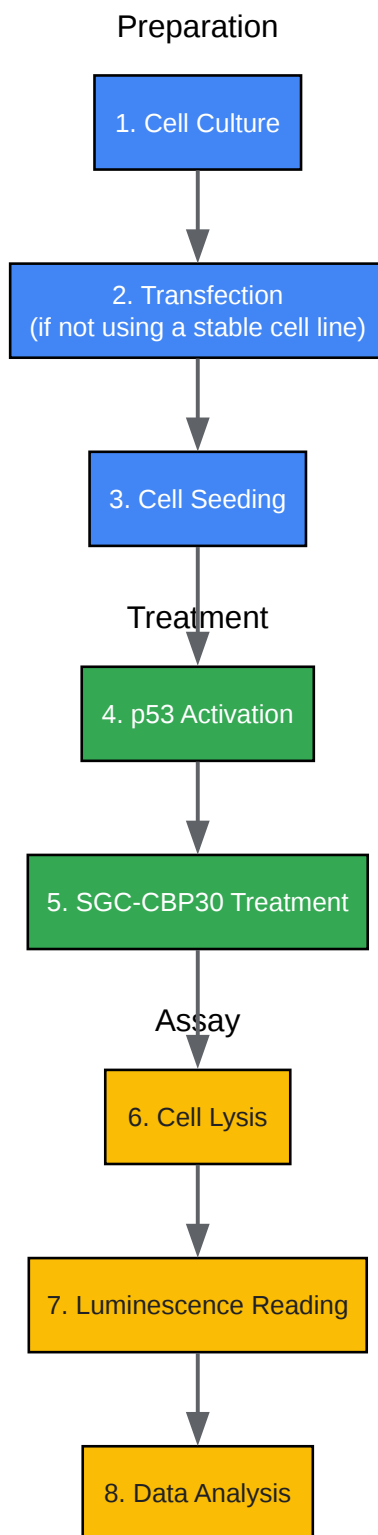 Preparation
1. Cell Culture
2. Transfection
(if not using a stable cell line)
3. Cell Seeding
Treatment
4. p53 Activation
5. SGC-CBP30 Treatment
Assay
6. Cell Lysis
7. Luminescence Reading
8. Data Analysis